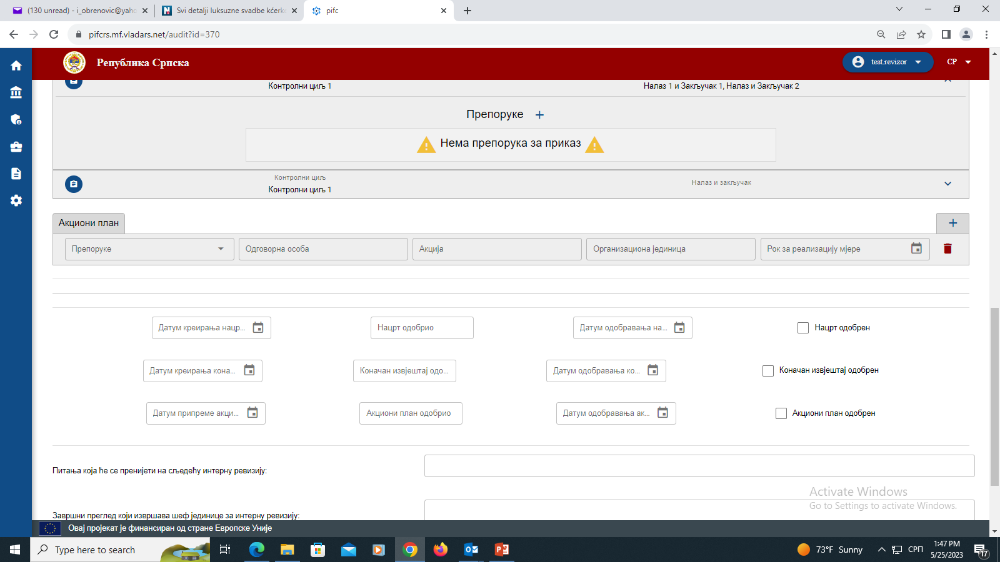 (130 unread) - i_obrenovic@yaho
Svi detalji luksuzne svadbe kćerke
pifc
pifcrs.mf.vladars.net/audit?id=370
Република Српска
test.revizor
СР
Контролни циљ 1
Налаз 1 и Закључак 1, Налаз и Закључак 2
Препоруке
Нема препорука за приказ
Контролни циљ
Контролни циљ 1
Налаз и закључак
Акциони план
Препоруке
Одговорна особа
Акција
Организациона јединица
Рок за реализацију мјере
Датум креирања нацр...
Нацрт одобрио
Датум одобравања на...
Нацрт одобрен
Датум креирања кона...
Коначан извјештај одо...
Датум одобравања ко...
Коначан извјештај одобрен
Датум припреме акци...
Акциони план одобрио
Датум одобравања ак...
Акциони план одобрен
Питања која ће се пренијети на сљедећу интерну ревизију:
Activate Windows
Go to Settings to activate Windows.
Завршни преглед који извршава шеф јединице за интерну ревизију:
Овај пројекат је финансиран од стране Европске Уније
Type here to search
73°F Sunny
СРП
1:47 PM
5/25/2023
17